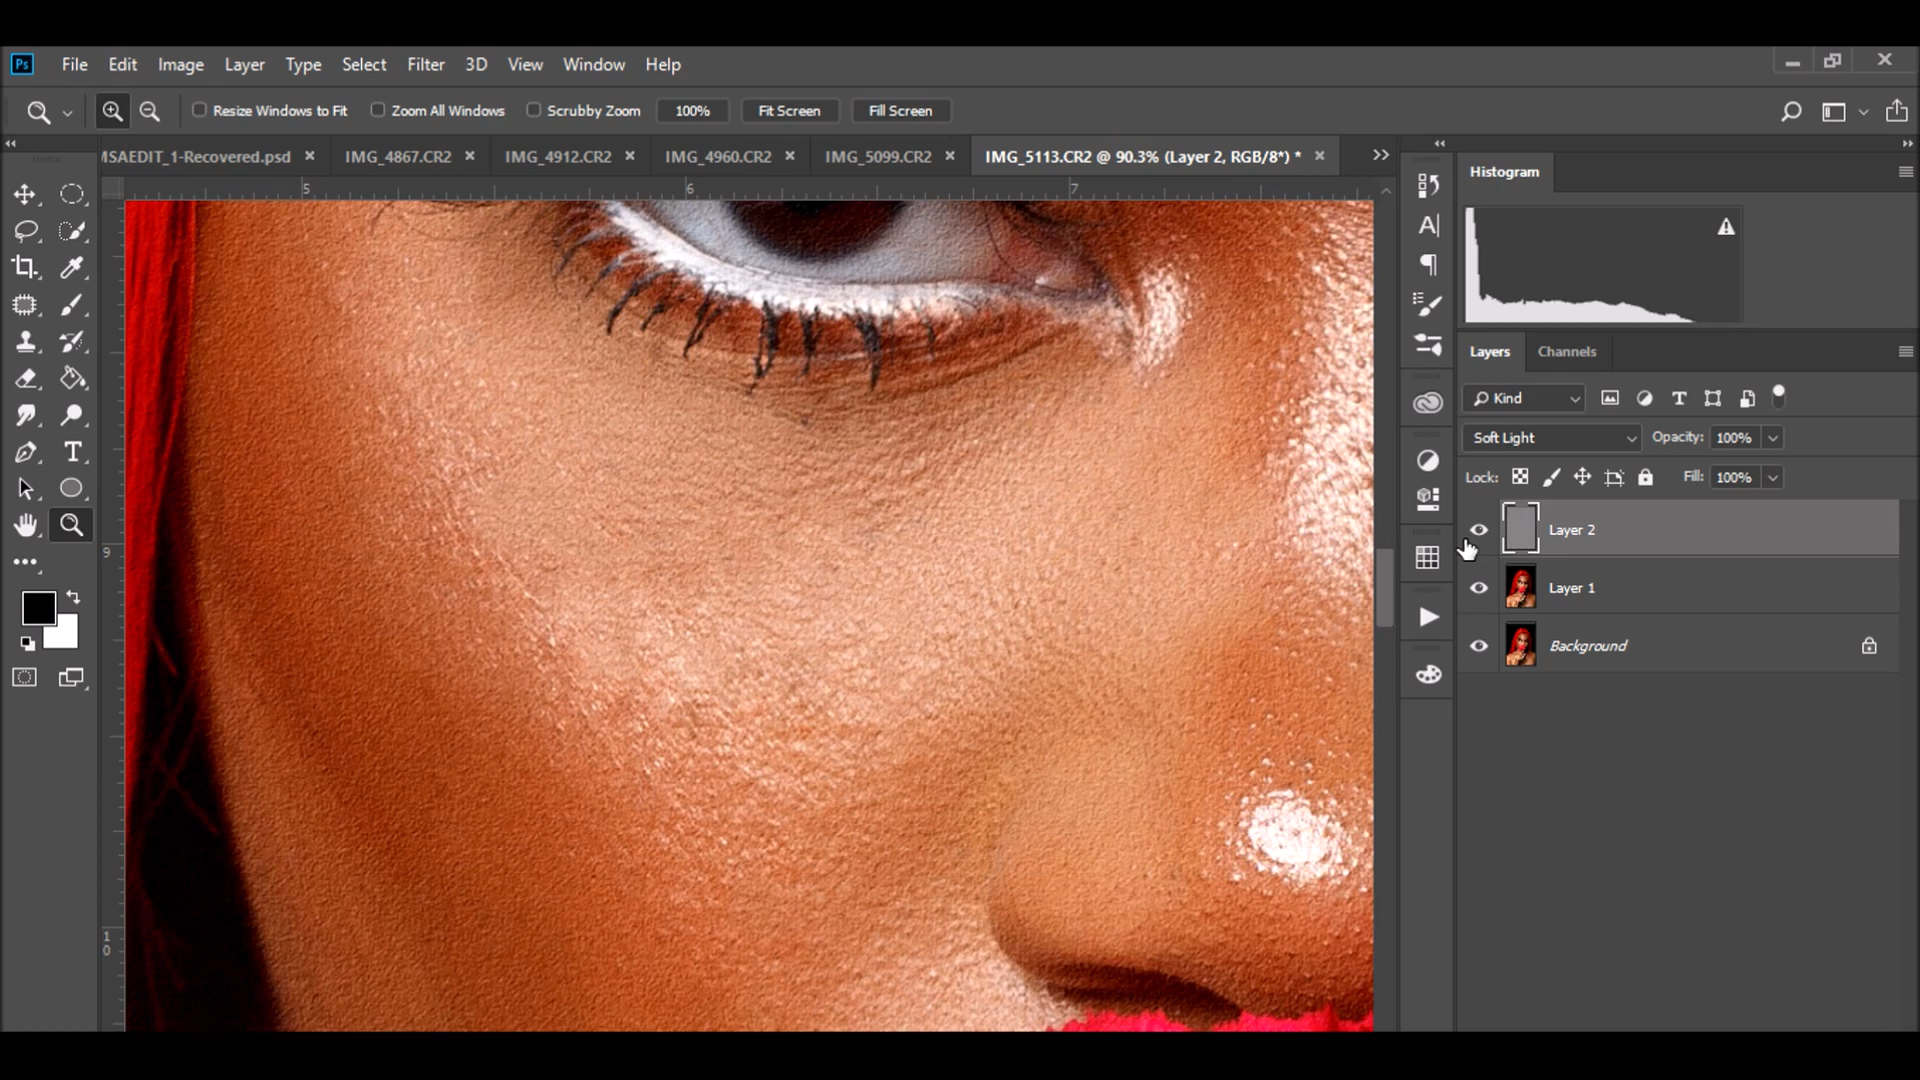 Ps File Edit Image Layer Type Select Filter 3D View Window Help
Resize Windows to Fit Zoom All Windows Scrubby Zoom 100% Fit Screen Fill Screen
MSAEDIT_1-Recovered.psd × IMG_4867.CR2 × IMG_4912.CR2 × IMG_4960.CR2 × IMG_5099.CR2 × IMG_5113.CR2 @ 90.3% (Layer 2, RGB/8*) * ×
5 6 7
9
10
Histogram
Layers Channels
Kind
Soft Light Opacity: 100%
Lock: Fill: 100%
Layer 2
Layer 1
Background